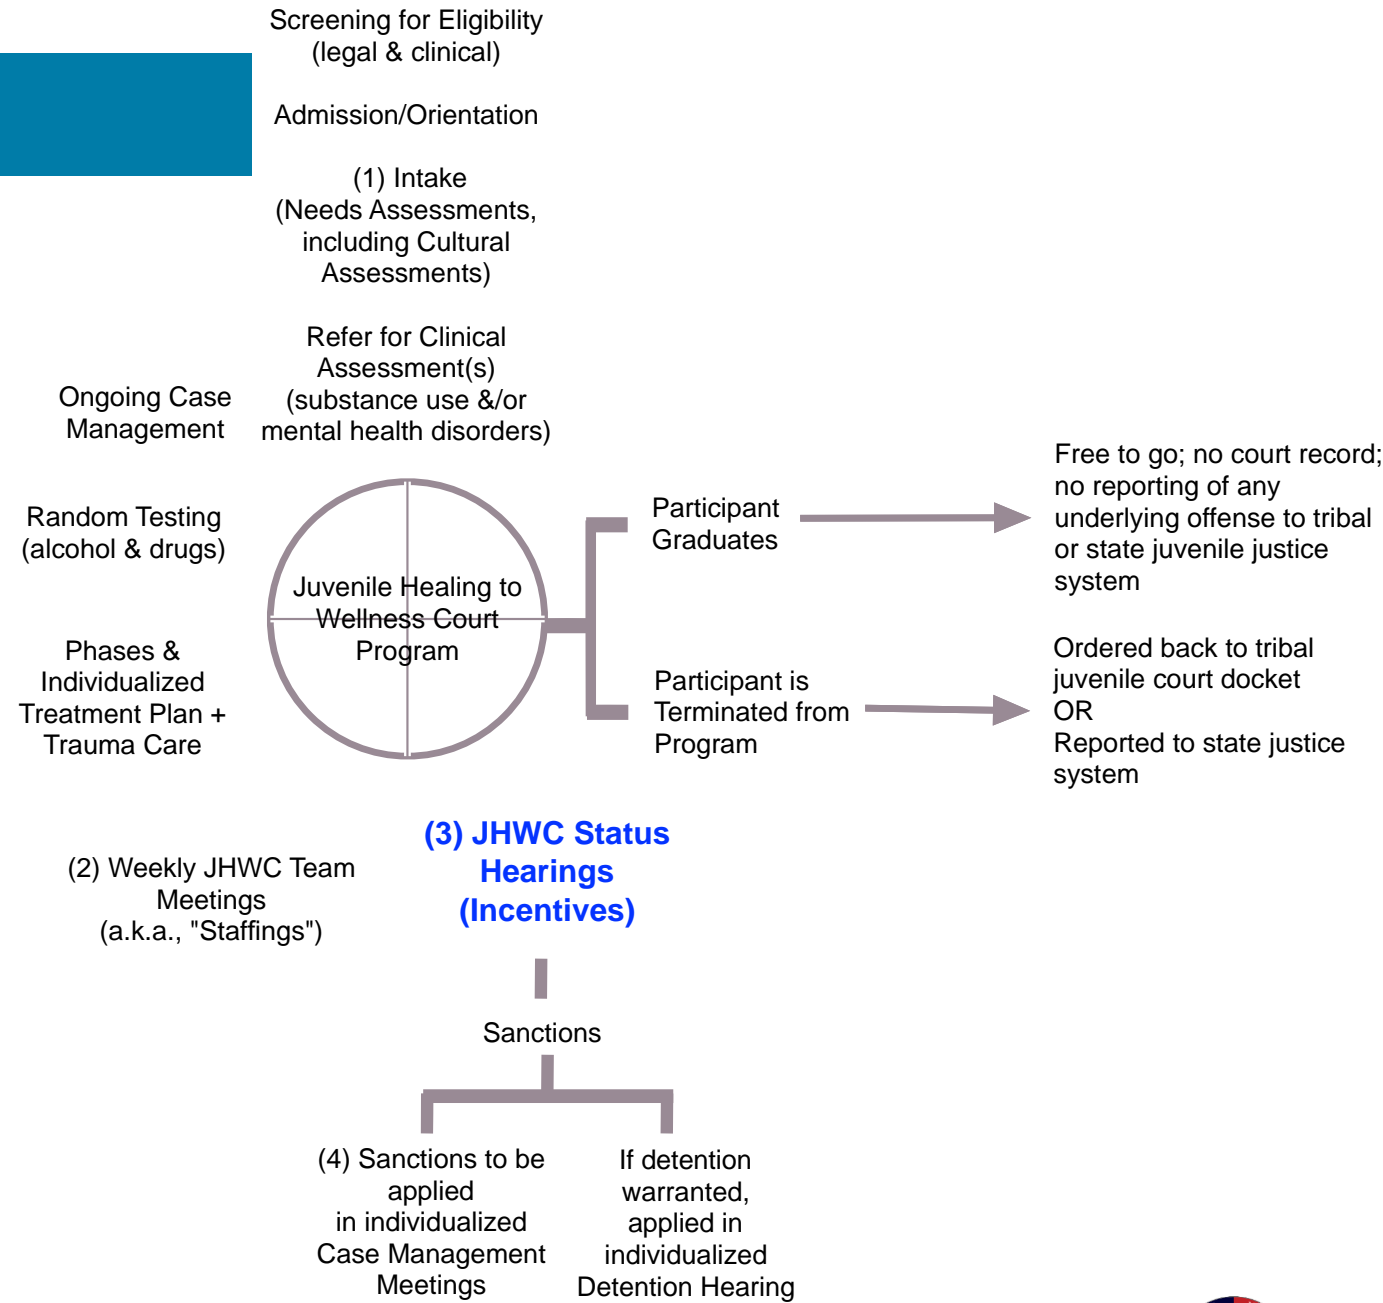 Screening for Eligibility
(legal & clinical)
Admission/Orientation
(1) Intake
(Needs Assessments,
including Cultural
Assessments)
Refer for Clinical
Assessment(s)
(substance use &/or
mental health disorders)
Ongoing Case
Management
Random Testing
(alcohol & drugs)
Phases &
Individualized
Treatment Plan +
Trauma Care
Juvenile Healing to
Wellness Court
Program
Participant
Graduates
Free to go; no court record;
no reporting of any
underlying offense to tribal
or state juvenile justice
system
Participant is
Terminated from
Program
Ordered back to tribal
juvenile court docket
OR
Reported to state justice
system
(2) Weekly JHWC Team
Meetings
(a.k.a., "Staffings")
(3) JHWC Status
Hearings
(Incentives)
Sanctions
(4) Sanctions to be
applied
in individualized
Case Management
Meetings
If detention
warranted,
applied in
individualized
Detention Hearing